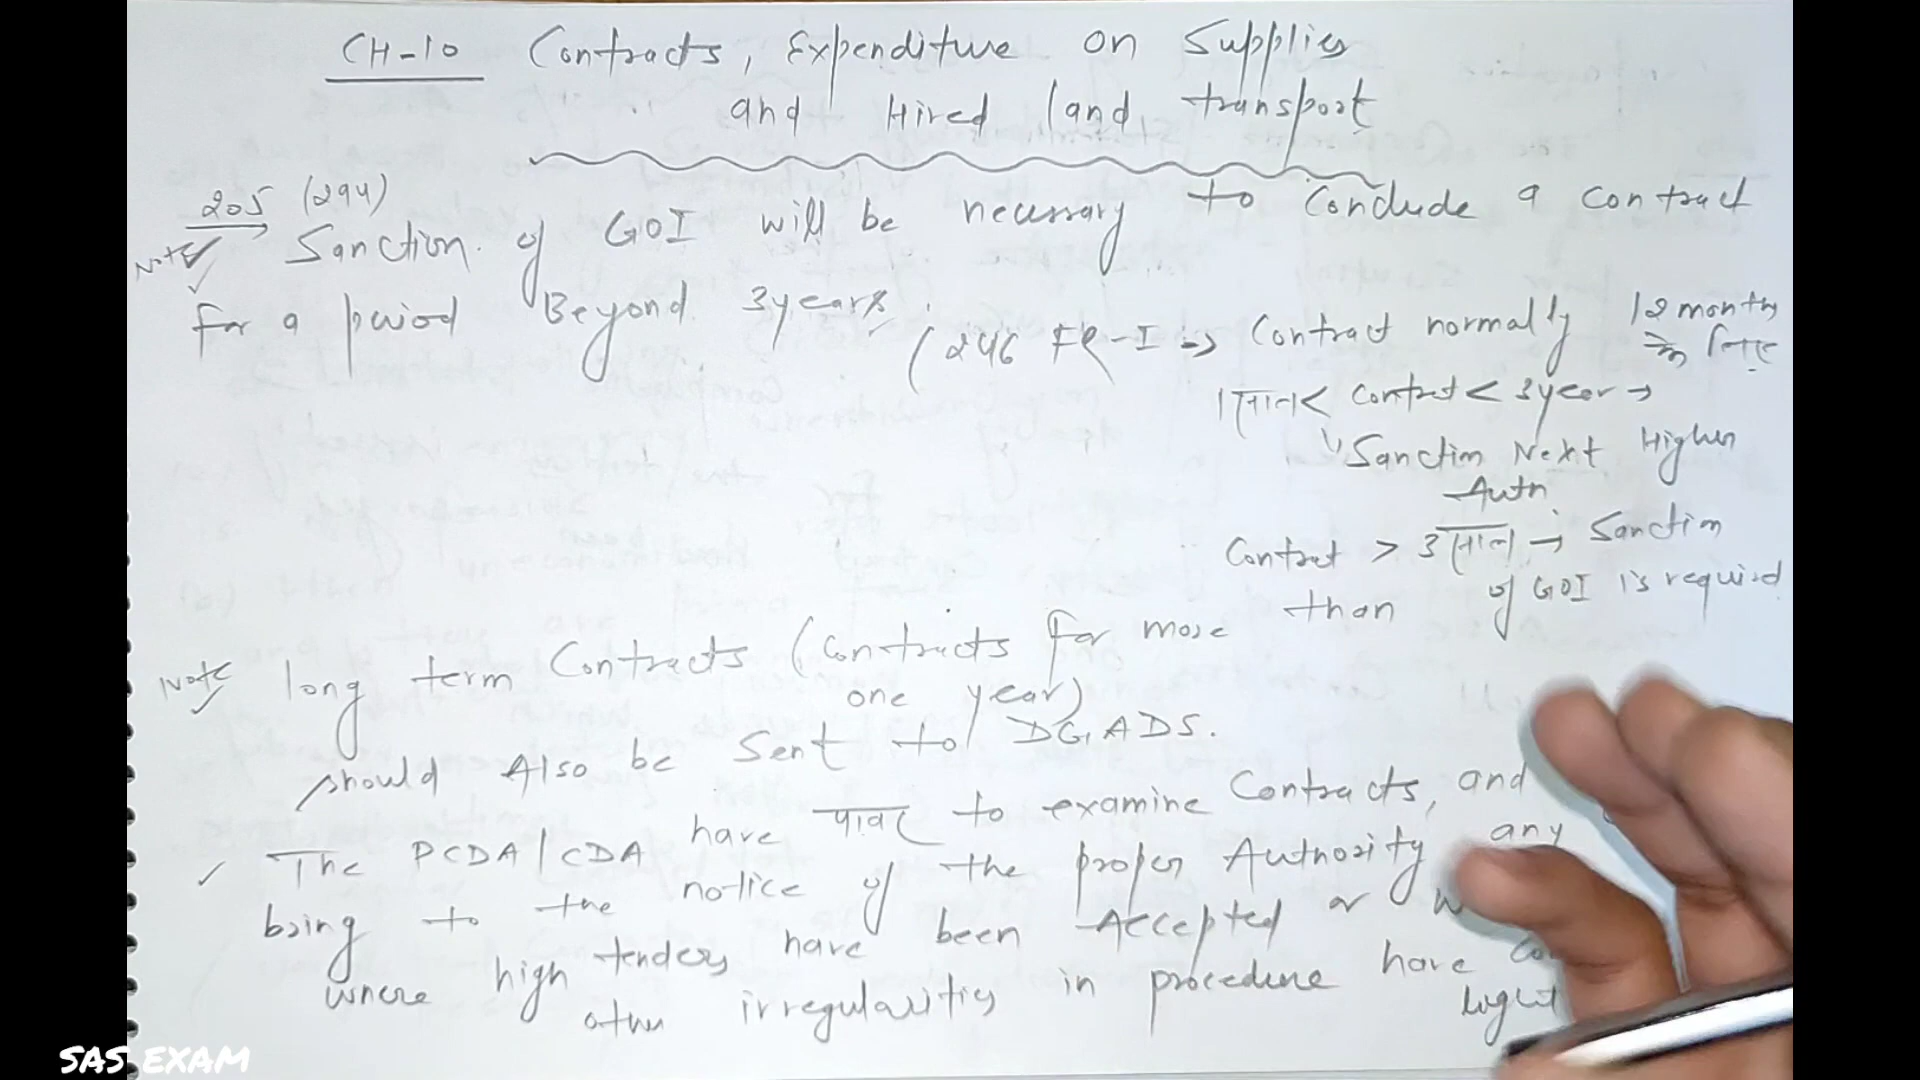 CH-10 Contracts, Expenditure on Supplies
and Hired land transport
205 (294)
Note Sanction of GOI will be necessary to Conclude a contract
for a period Beyond 3 years.
(246 FR-I → Contract normally 12 month
के लिए
1 साल < contract < 3 year →
Sanction Next Higher
Auth
Contract > 3 साल → Sanction
of GOI is required
Note long term Contracts (Contracts for more than
one year)
should Also be Sent to DGADS.
The PCDA/CDA have पावर to examine Contracts, and
bring to the notice of the proper Authority any
where high tenders have been Accepted or
other irregularities in procedure have
light
SAS EXAM